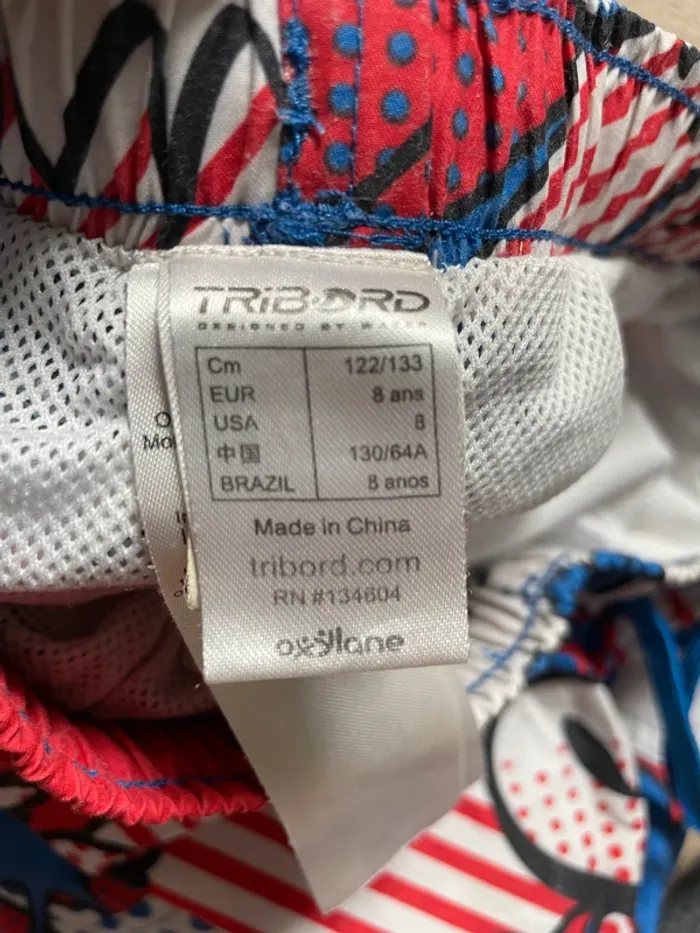 TRIBORD
DESIGNED BY WATER
Cm 122/133
EUR 8 ans
USA 8
中国 130/64A
BRAZIL 8 anos
Made in China
tribord.com
RN #134604
oxylane